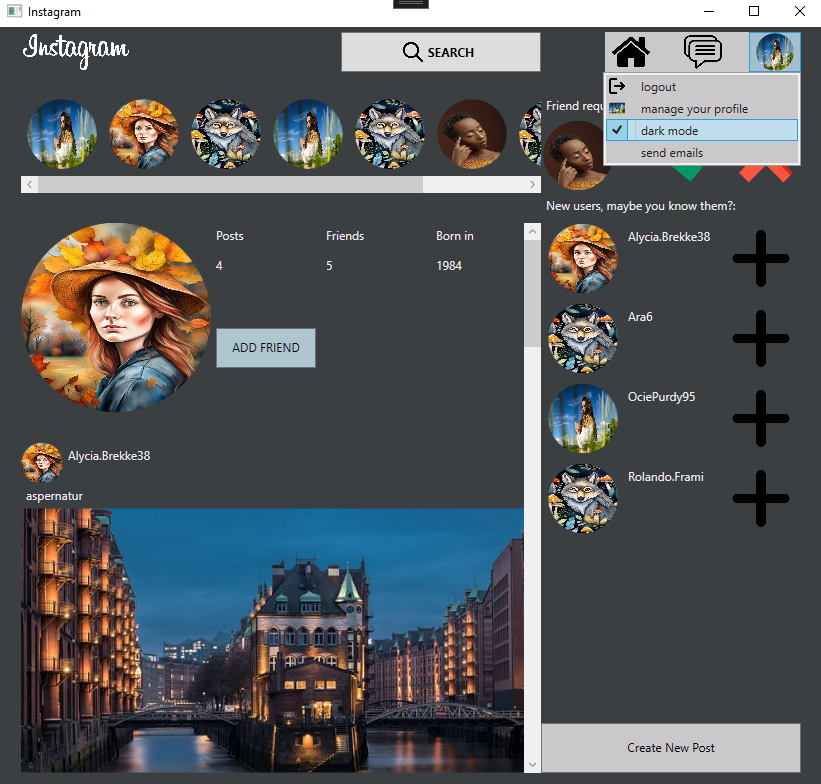 Instagram
Instagram
SEARCH
logout
manage your profile
dark mode
send emails
Friend requ
New users, maybe you know them?:
Posts
Friends
Born in
4
5
1984
ADD FRIEND
Alycia.Brekke38
aspernatur
Alycia.Brekke38
Ara6
OciePurdy95
Rolando.Frami
Create New Post